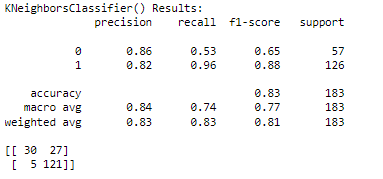 KNeighborsClassifier() Results:
precision recall f1-score support
0 0.86 0.53 0.65 57
1 0.82 0.96 0.88 126
accuracy 0.83 183
macro avg 0.84 0.74 0.77 183
weighted avg 0.83 0.83 0.81 183
[[ 30 27]
[ 5 121]]